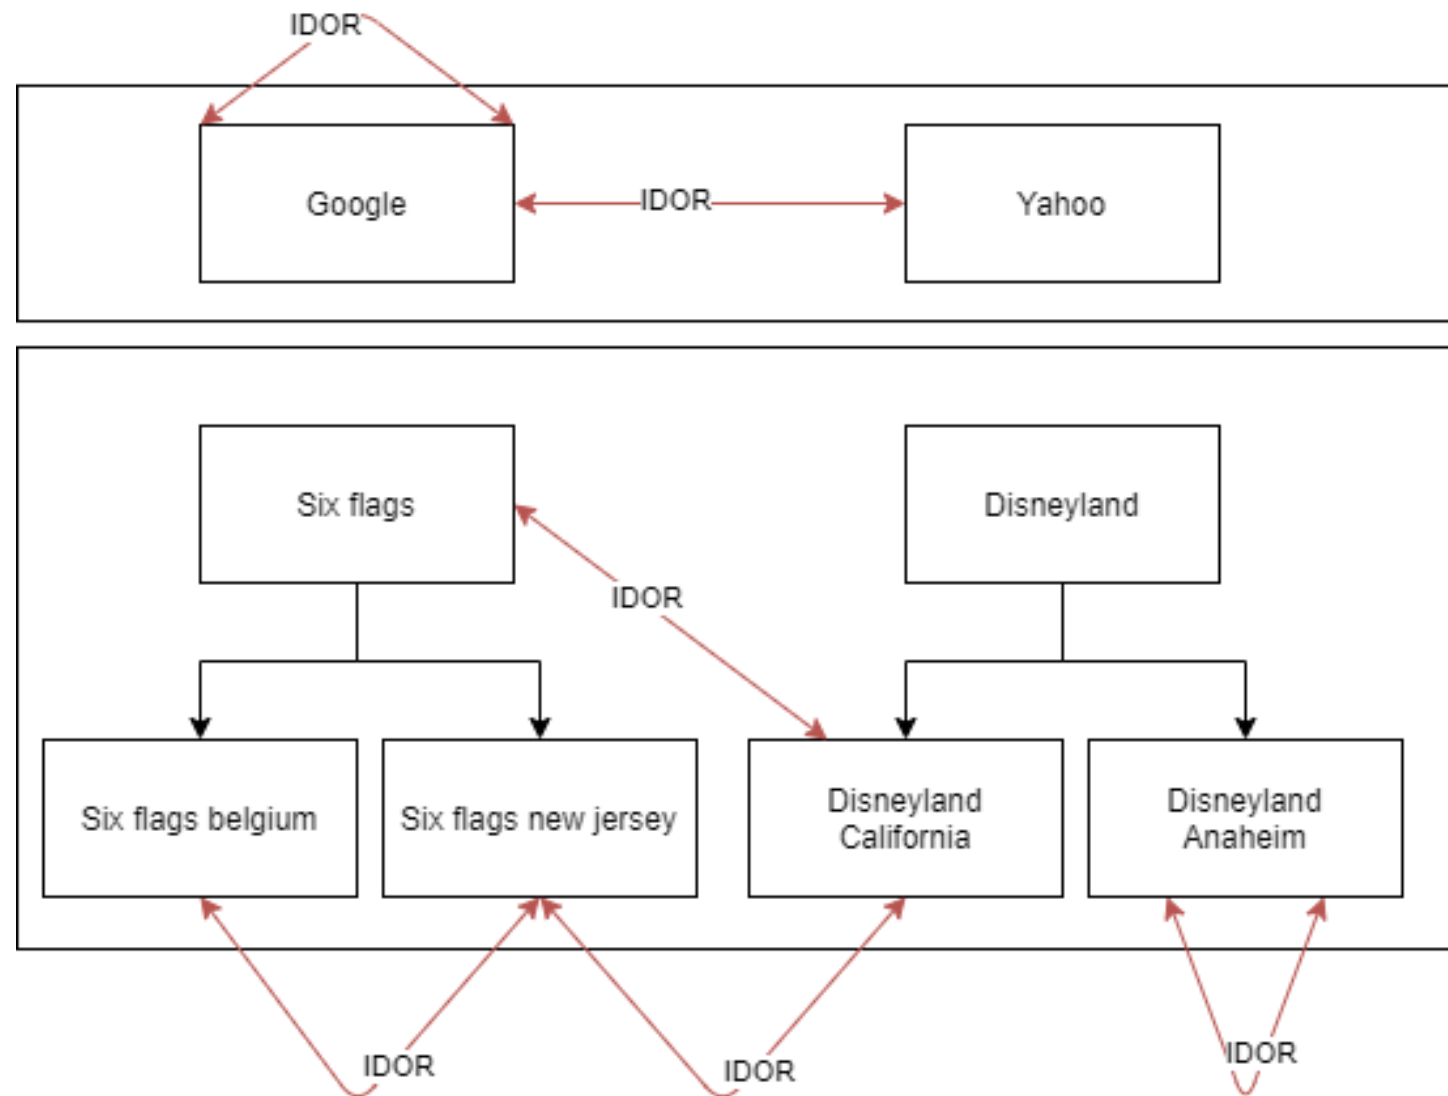 IDOR
Google
IDOR
Yahoo
Six flags
Disneyland
IDOR
Six flags belgium
Six flags new jersey
Disneyland
California
Disneyland
Anaheim
IDOR
IDOR
IDOR